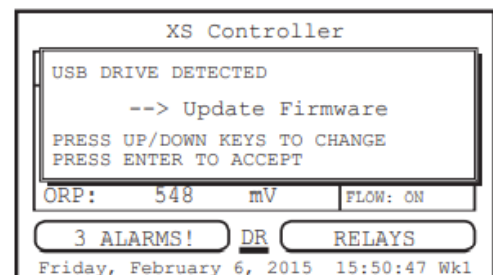 XS Controller
USB DRIVE DETECTED
--> Update Firmware
PRESS UP/DOWN KEYS TO CHANGE
PRESS ENTER TO ACCEPT
ORP: 548 mV FLOW: ON
3 ALARMS! DR RELAYS
Friday, February 6, 2015 15:50:47 Wk1